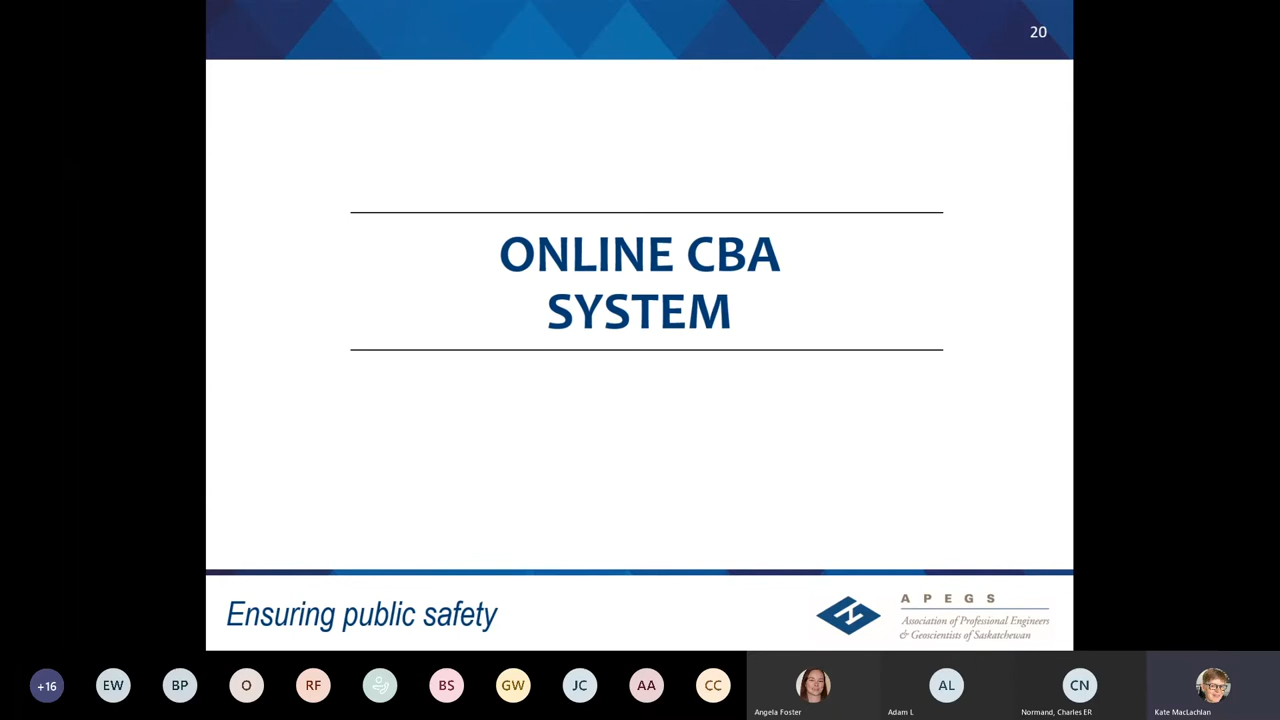 20
ONLINE CBA
SYSTEM
Ensuring public safety
A P E G S
Association of Professional Engineers
& Geoscientists of Saskatchewan
+16
EW
BP
O
RF
BS
GW
JC
AA
CC
Angela Foster
AL
Adam L
CN
Normand, Charles ER
Kate MacLachlan